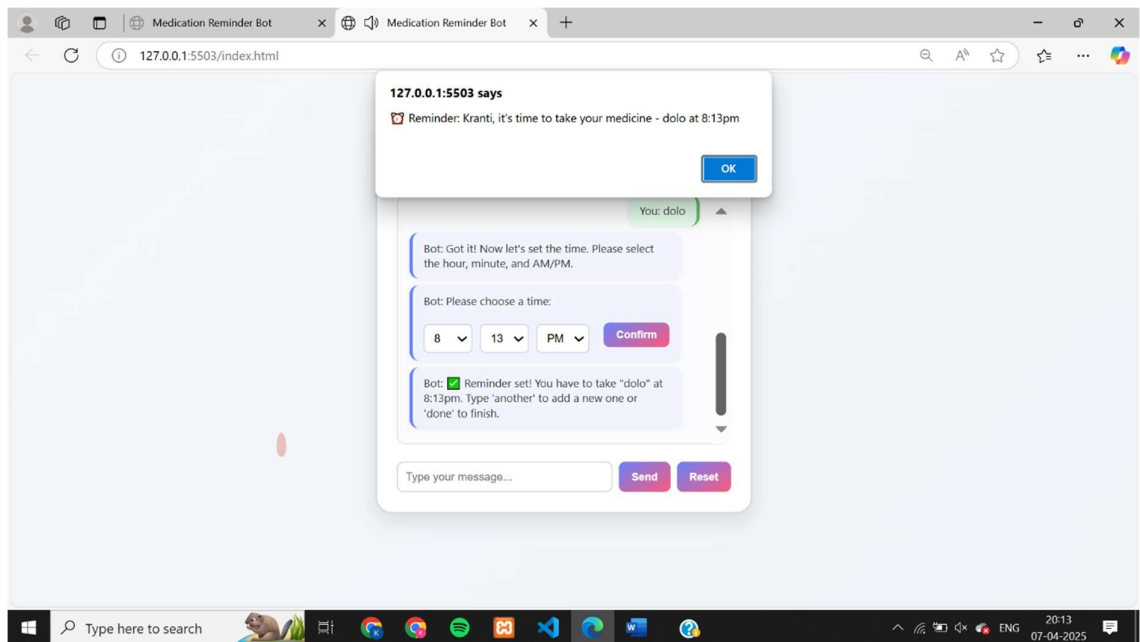 Medication Reminder Bot
Medication Reminder Bot
127.0.0.1:5503/index.html
127.0.0.1:5503 says
⏰ Reminder: Kranti, it's time to take your medicine - dolo at 8:13pm
OK
You: dolo
Bot: Got it! Now let's set the time. Please select
the hour, minute, and AM/PM.
Bot: Please choose a time:
8 13 PM Confirm
Bot: ✅ Reminder set! You have to take "dolo" at
8:13pm. Type 'another' to add a new one or
'done' to finish.
Type your message... Send Reset
Type here to search
ENG
20:13
07-04-2025